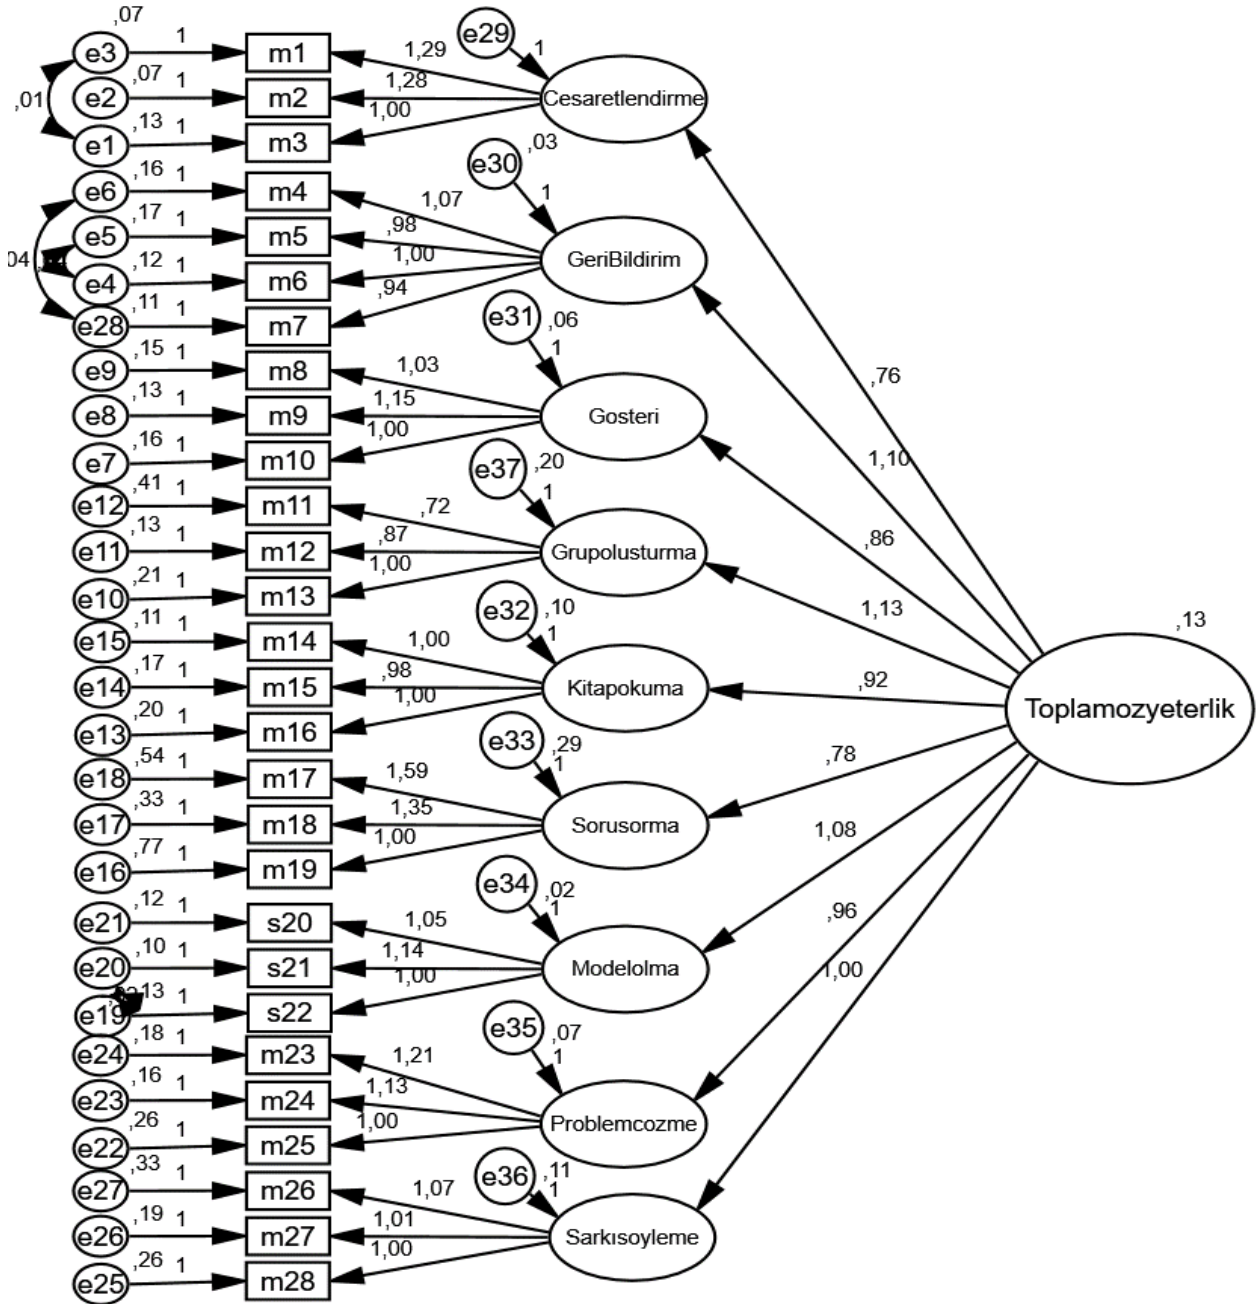 ,07
e3 1 m1 1,29 e29 1
,01 e2 ,07 1 m2 1,28 Cesaretlendirme
e1 ,13 1 m3 1,00
e6 ,16 1 m4 1,07 e30 ,03 1
e5 ,17 1 m5 ,98 GeriBildirim
04 e4 ,12 1 m6 1,00
e28 ,11 1 m7 ,94
e9 ,15 1 m8 1,03 e31 ,06 1
e8 ,13 1 m9 1,15 Gosteri
e7 ,16 1 m10 1,00
e12 ,41 1 m11 ,72 e37 ,20 1
e11 ,13 1 m12 ,87 Grupolusturma
e10 ,21 1 m13 1,00
e15 ,11 1 m14 1,00 e32 ,10 1
e14 ,17 1 m15 ,98 Kitapokuma
e13 ,20 1 m16 1,00
e18 ,54 1 m17 1,59 e33 ,29 1
e17 ,33 1 m18 1,35 Sorusorma
e16 ,77 1 m19 1,00
e21 ,12 1 s20 1,05 e34 ,02 1
e20 ,10 1 s21 1,14 Modelolma
e19 ,13 1 s22 1,00
e24 ,18 1 m23 1,21 e35 ,07 1
e23 ,16 1 m24 1,13 Problemcozme
e22 ,26 1 m25 1,00
e27 ,33 1 m26 1,07 e36 ,11 1
e26 ,19 1 m27 1,01 Sarkısoyleme
e25 ,26 1 m28 1,00
,76
1,10
,86
1,13
,92
,78
1,08
,96
1,00
,13
Toplamozyeterlik